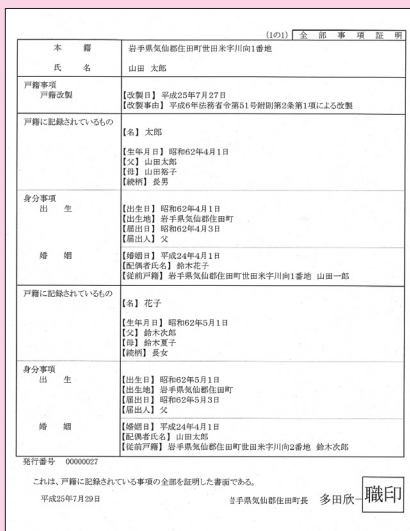 (1の1) 全部事項証明
本籍 岩手県気仙郡住田町世田米字川向1番地
氏名 山田 太郎
戸籍事項
戸籍改製 【改製日】平成25年7月27日
【改製事由】平成6年法務省令第51号附則第2条第1項による改製
戸籍に記録されているもの
【名】太郎
【生年月日】昭和62年4月1日
【父】山田太郎
【母】山田裕子
【続柄】長男
身分事項
出生 【出生日】昭和62年4月1日
【出生地】岩手県気仙郡住田町
【届出日】昭和62年4月3日
【届出人】父
婚姻 【婚姻日】平成24年4月1日
【配偶者氏名】鈴木花子
【従前戸籍】岩手県気仙郡住田町世田米字川向1番地 山田一郎
戸籍に記録されているもの
【名】花子
【生年月日】昭和62年5月1日
【父】鈴木次郎
【母】鈴木夏子
【続柄】長女
身分事項
出生 【出生日】昭和62年5月1日
【出生地】岩手県気仙郡住田町
【届出日】昭和62年5月3日
【届出人】父
婚姻 【婚姻日】平成24年4月1日
【配偶者氏名】山田太郎
【従前戸籍】岩手県気仙郡住田町世田米字川向2番地 鈴木次郎
発行番号 00000027
これは、戸籍に記録されている事項の全部を証明した書面である。
平成25年7月29日
岩手県気仙郡住田町長 多田欣一 職印